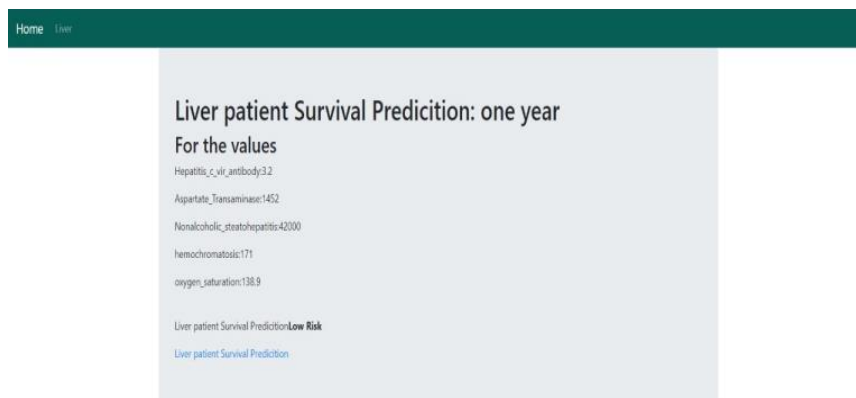 Home Liver
Liver patient Survival Predicition: one year
For the values
Hepatitis_c_vir_antibody:3.2
Aspartate_Transaminase:1452
Nonalcoholic_steatohepatitis:42000
hemochromatosis:171
oxygen_saturation:138.9
Liver patient Survival PredicitionLow Risk
Liver patient Survival Predicition